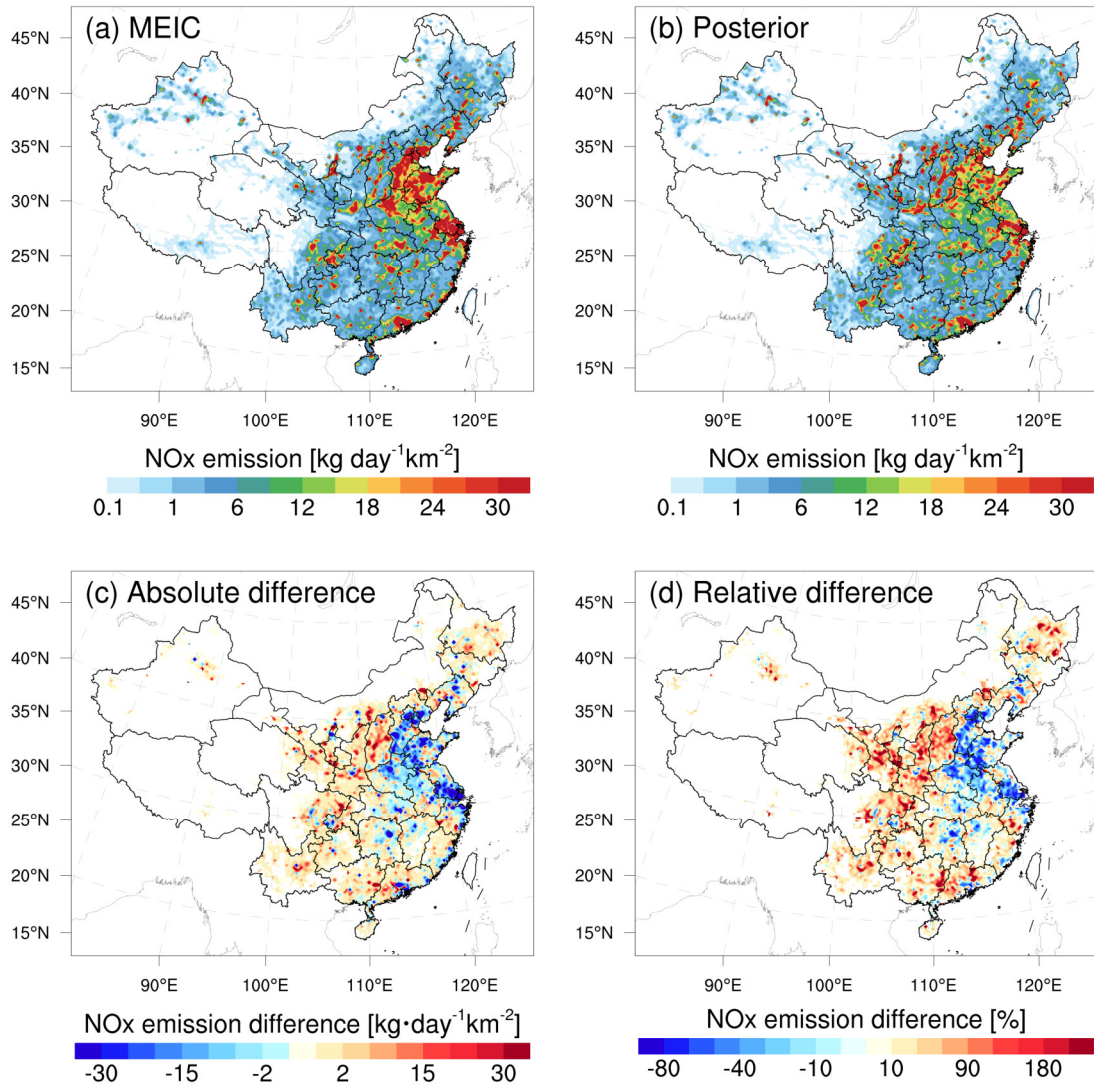 (a) MEIC
45°N
40°N
35°N
30°N
25°N
20°N
15°N
90°E 100°E 110°E 120°E
NOx emission [kg day⁻¹km⁻²]
0.1 1 6 12 18 24 30
(b) Posterior
45°N
40°N
35°N
30°N
25°N
20°N
15°N
90°E 100°E 110°E 120°E
NOx emission [kg day⁻¹km⁻²]
0.1 1 6 12 18 24 30
(c) Absolute difference
45°N
40°N
35°N
30°N
25°N
20°N
15°N
90°E 100°E 110°E 120°E
NOx emission difference [kg•day⁻¹km⁻²]
-30 -15 -2 2 15 30
(d) Relative difference
45°N
40°N
35°N
30°N
25°N
20°N
15°N
90°E 100°E 110°E 120°E
NOx emission difference [%]
-80 -40 -10 10 90 180